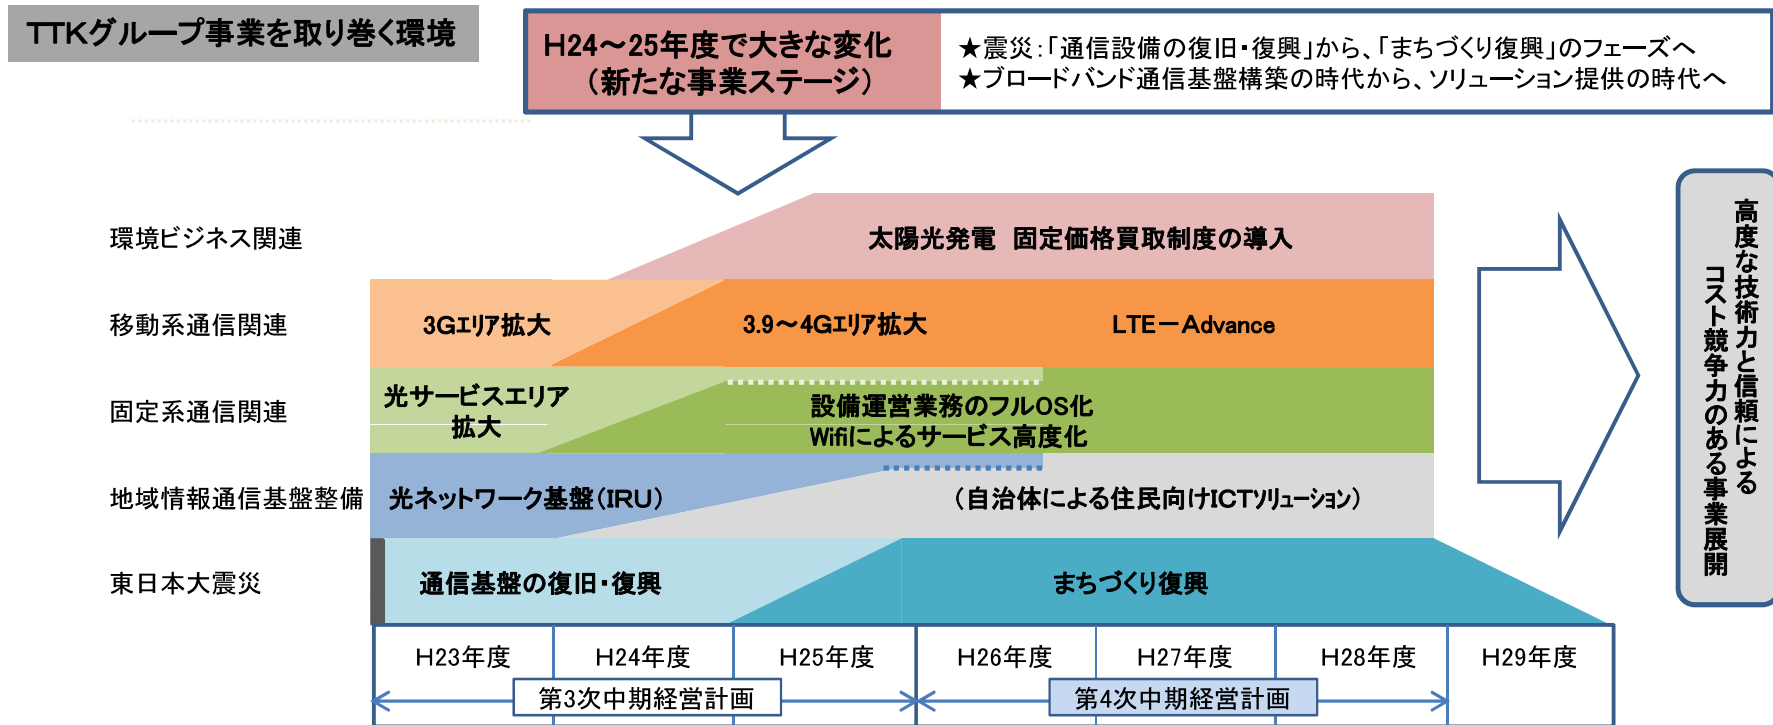 TTKグループ事業を取り巻く環境
H24～25年度で大きな変化
（新たな事業ステージ）
★震災：「通信設備の復旧・復興」から、「まちづくり復興」のフェーズへ
★ブロードバンド通信基盤構築の時代から、ソリューション提供の時代へ
環境ビジネス関連
太陽光発電　固定価格買取制度の導入
移動系通信関連
3Gエリア拡大
3.9～4Gエリア拡大
LTE－Advance
固定系通信関連
光サービスエリア
拡大
設備運営業務のフルOS化
Wifiによるサービス高度化
地域情報通信基盤整備
光ネットワーク基盤（IRU）
（自治体による住民向けICTソリューション）
東日本大震災
通信基盤の復旧・復興
まちづくり復興
H23年度
H24年度
H25年度
H26年度
H27年度
H28年度
H29年度
第3次中期経営計画
第4次中期経営計画
高度な技術力と信頼による
コスト競争力のある事業展開